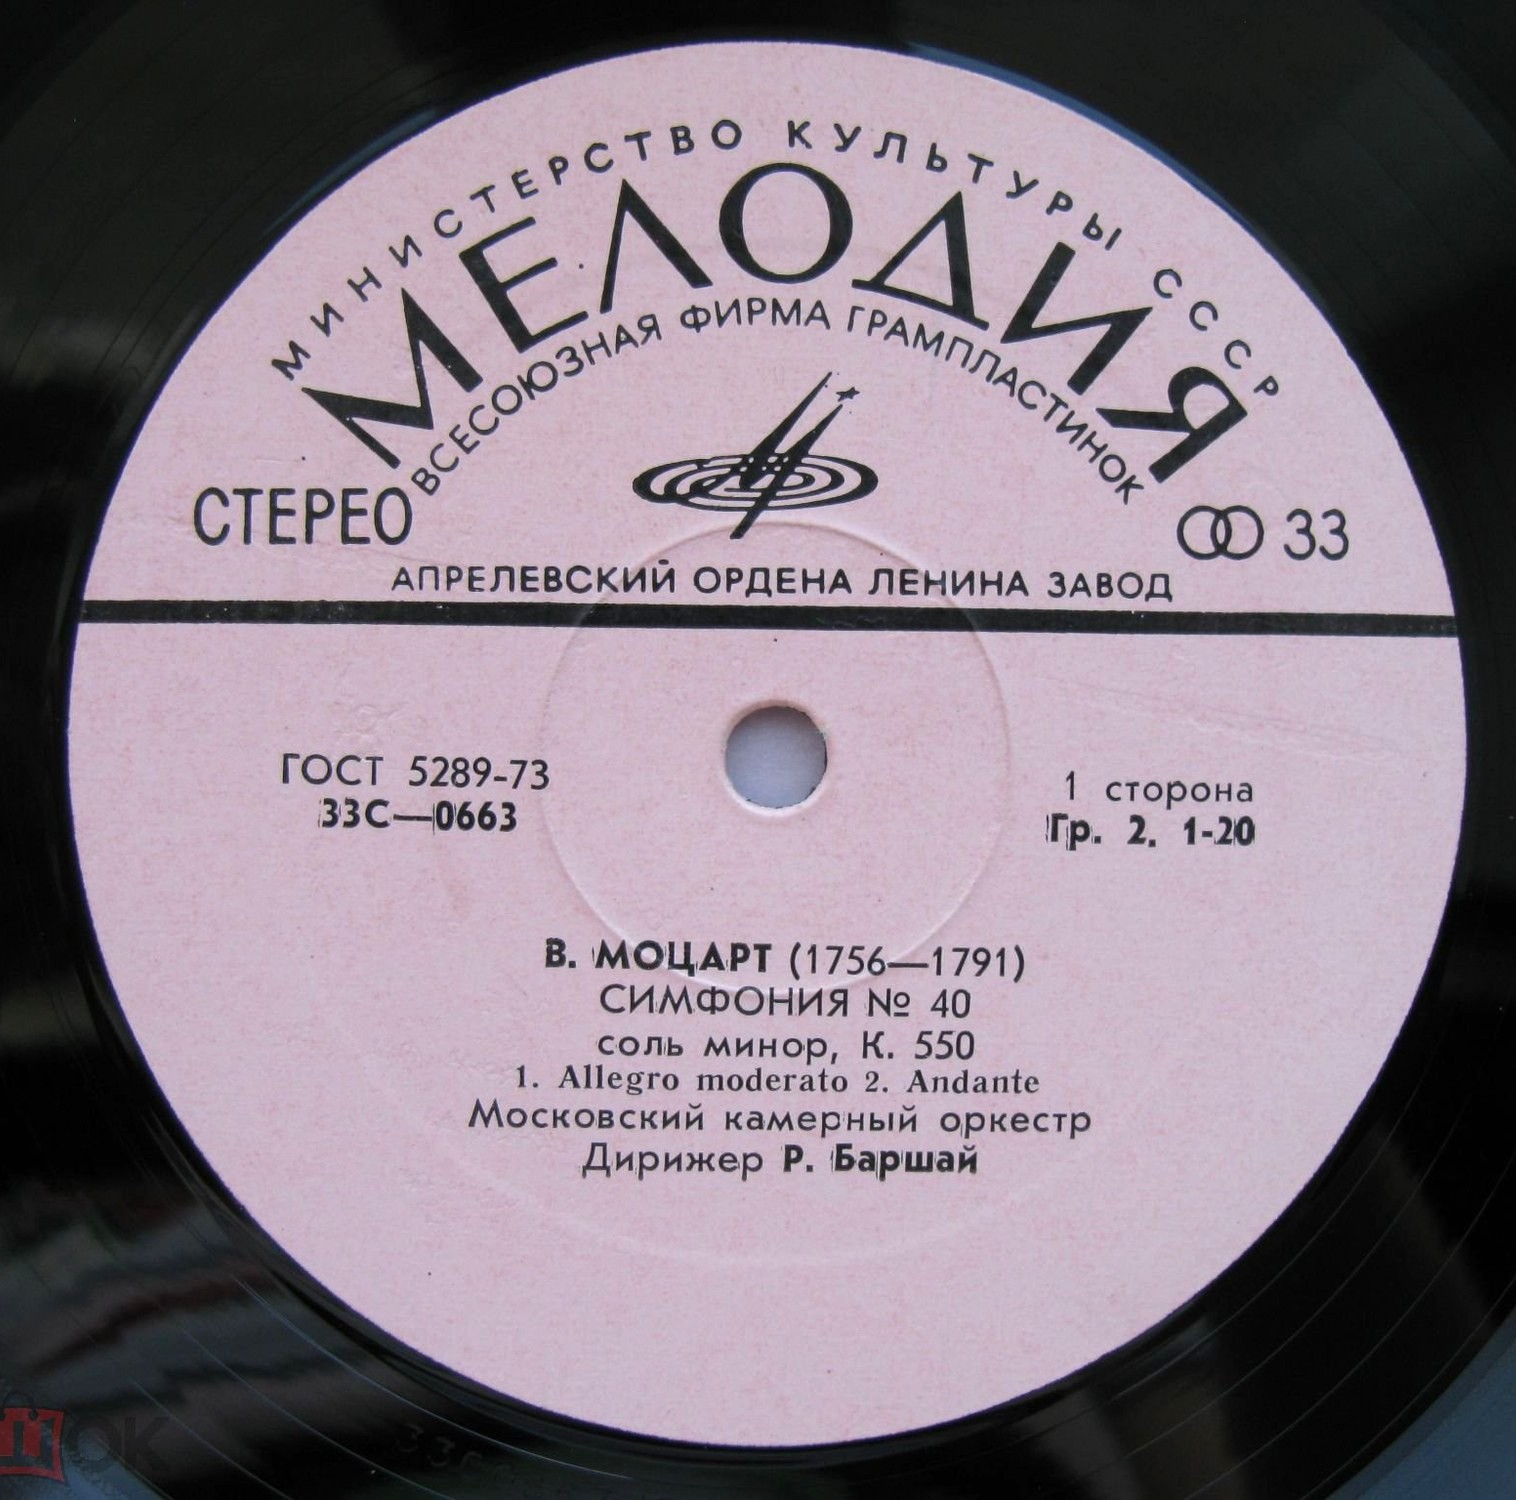 МИНИСТЕРСТВО КУЛЬТУРЫ СССР
МЕЛОДИЯ
ВСЕСОЮЗНАЯ ФИРМА ГРАМПЛАСТИНОК
СТЕРЕО
33
АПРЕЛЕВСКИЙ ОРДЕНА ЛЕНИНА ЗАВОД
ГОСТ 5289-73
33С—0663
1 сторона
Гр. 2. 1-20
В. МОЦАРТ (1756—1791)
СИМФОНИЯ № 40
соль минор, К. 550
1. Allegro moderato 2. Andante
Московский камерный оркестр
Дирижер Р. Баршай